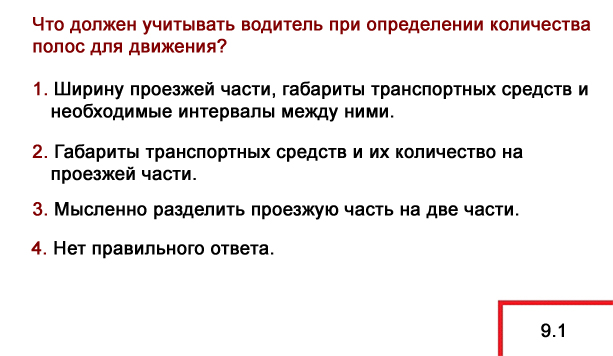 Что должен учитывать водитель при определении количества
полос для движения?
1. Ширину проезжей части, габариты транспортных средств и
необходимые интервалы между ними.
2. Габариты транспортных средств и их количество на
проезжей части.
3. Мысленно разделить проезжую часть на две части.
4. Нет правильного ответа.
9.1